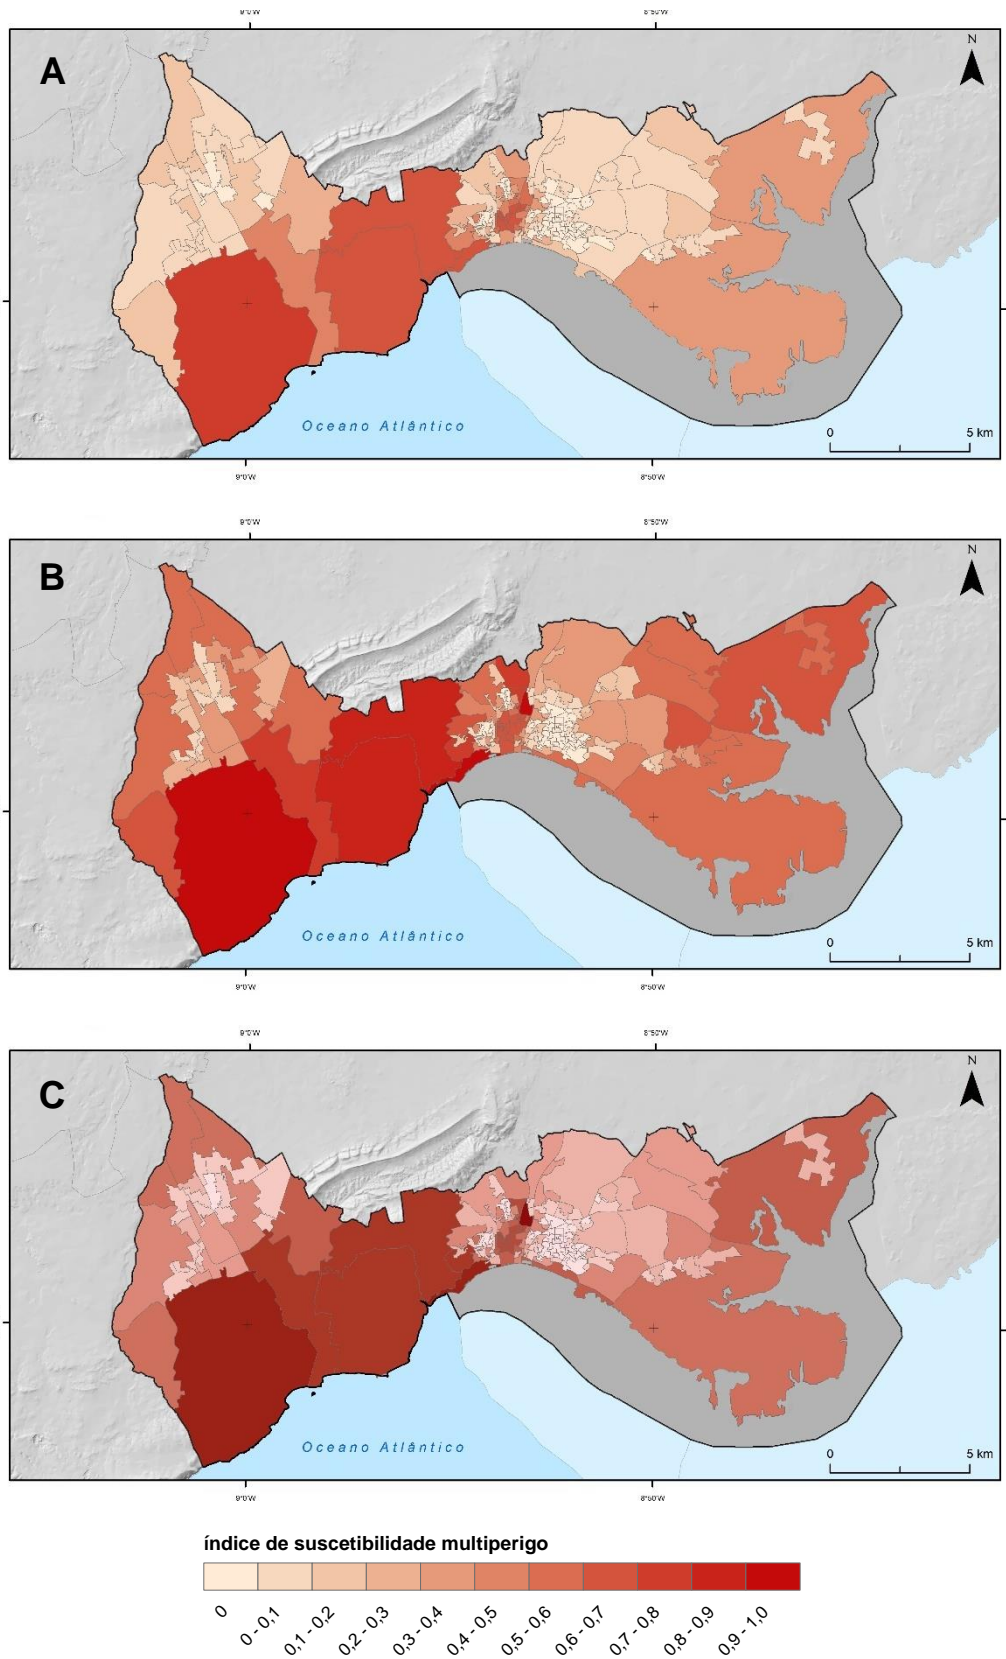 9°0'W 8°50'W
A
N
Oceano Atlântico
0 5 km
9°0'W 8°50'W
9°0'W 8°50'W
B
N
Oceano Atlântico
0 5 km
9°0'W 8°50'W
9°0'W 8°50'W
C
N
Oceano Atlântico
0 5 km
9°0'W 8°50'W
índice de suscetibilidade multiperigo
0 0 - 0,1 0,1 - 0,2 0,2 - 0,3 0,3 - 0,4 0,4 - 0,5 0,5 - 0,6 0,6 - 0,7 0,7 - 0,8 0,8 - 0,9 0,9 - 1,0